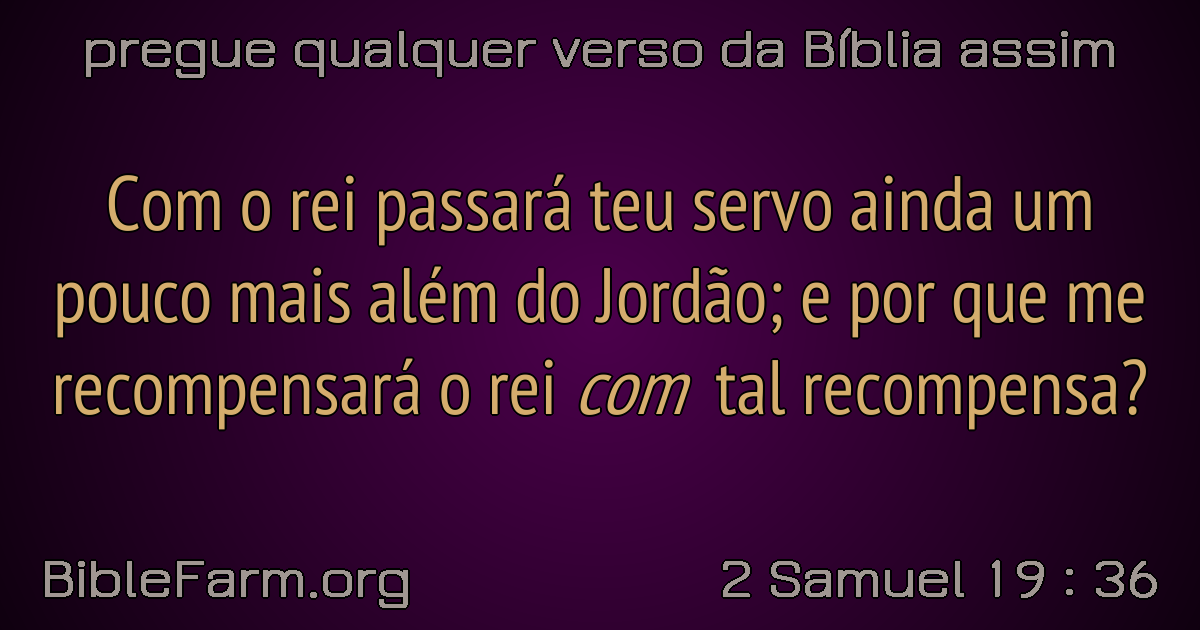 pregue qualquer verso da Bíblia assim
Com o rei passará teu servo ainda um
pouco mais além do Jordão; e por que me
recompensará o rei com tal recompensa?
BibleFarm.org
2 Samuel 19 : 36